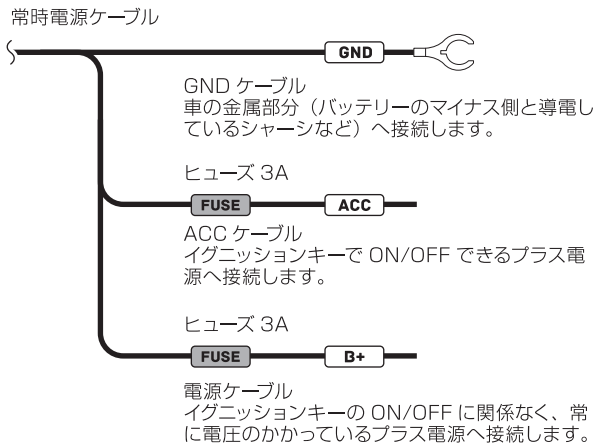 常時電源ケーブル
GND
GND ケーブル
車の金属部分（バッテリーのマイナス側と導電し
ているシャーシなど）へ接続します。
ヒューズ 3A
FUSE ACC
ACC ケーブル
イグニッションキーで ON/OFF できるプラス電
源へ接続します。
ヒューズ 3A
FUSE B+
電源ケーブル
イグニッションキーの ON/OFF に関係なく、常
に電圧のかかっているプラス電源へ接続します。